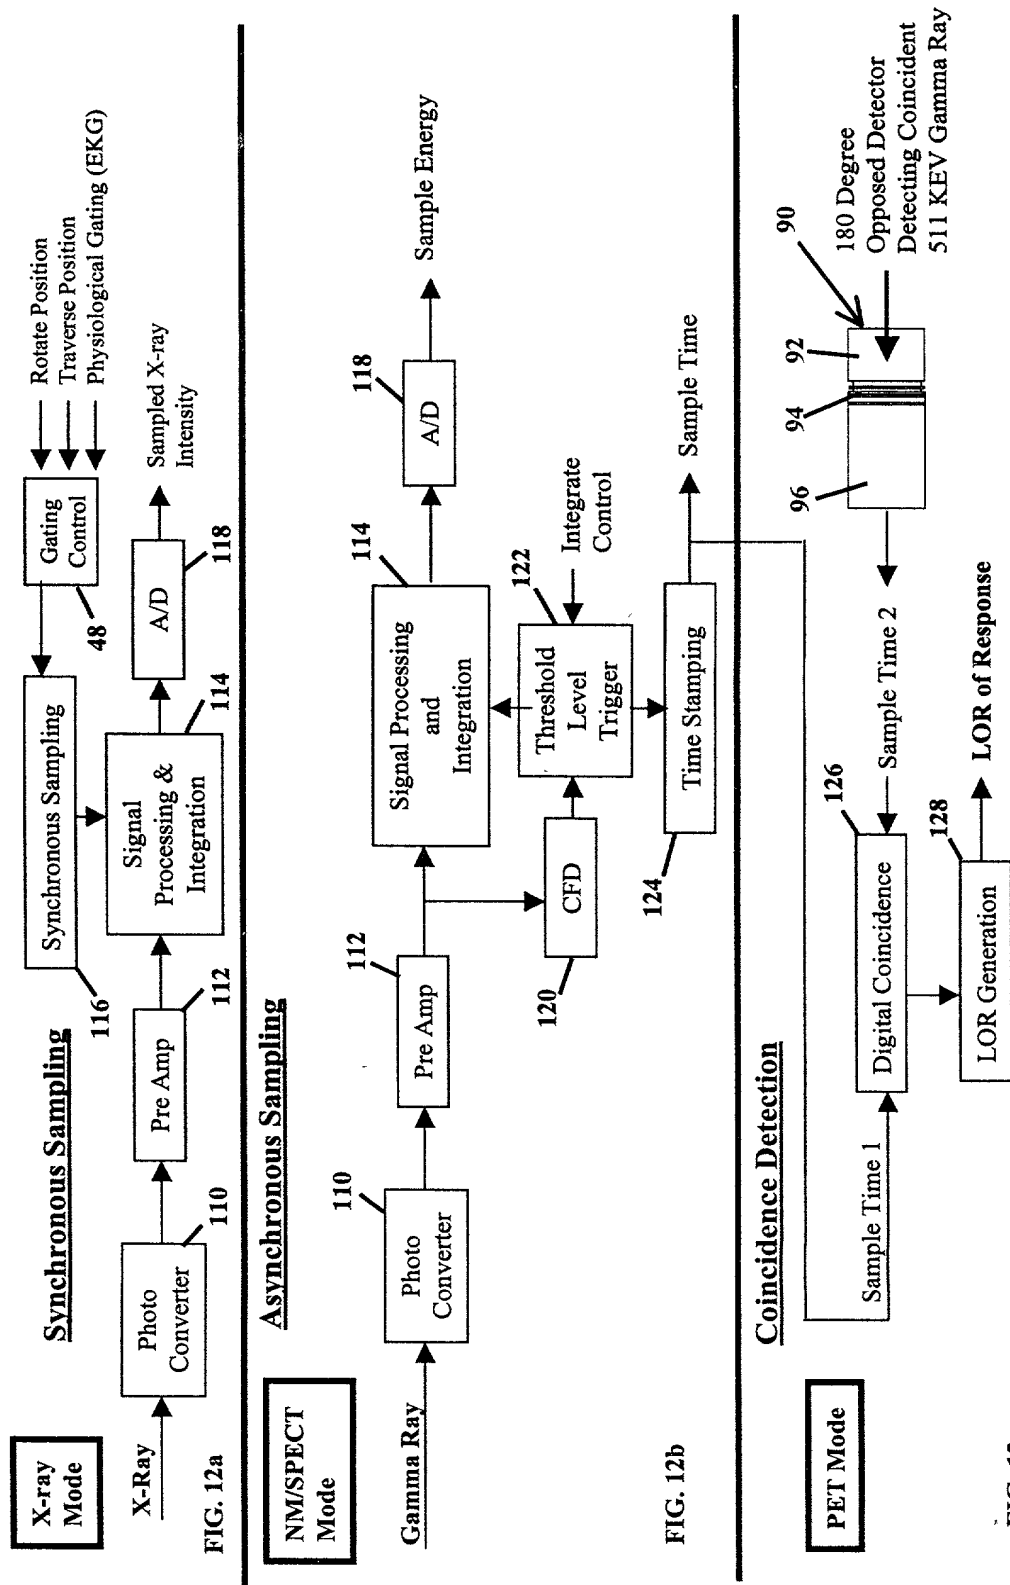 X-ray
Mode
Synchronous Sampling
X-Ray
Photo
Converter
110
Pre Amp
112
116
Synchronous Sampling
Signal
Processing &
Integration
114
48
Gating
Control
Rotate Position
Traverse Position
Physiological Gating (EKG)
A/D
118
Sampled X-ray
Intensity
FIG. 12a
NM/SPECT
Mode
Asynchronous Sampling
Gamma Ray
Photo
Converter
110
Pre Amp
112
Signal Processing
and
Integration
114
A/D
118
Sample Energy
CFD
120
Threshold
Level
Trigger
122
Integrate
Control
Time Stamping
124
Sample Time
FIG. 12b
PET Mode
Coincidence Detection
Sample Time 1
Digital Coincidence
126
Sample Time 2
96
94
92
90
180 Degree
Opposed Detector
Detecting Coincident
511 KEV Gamma Ray
LOR Generation
128
LOR of Response